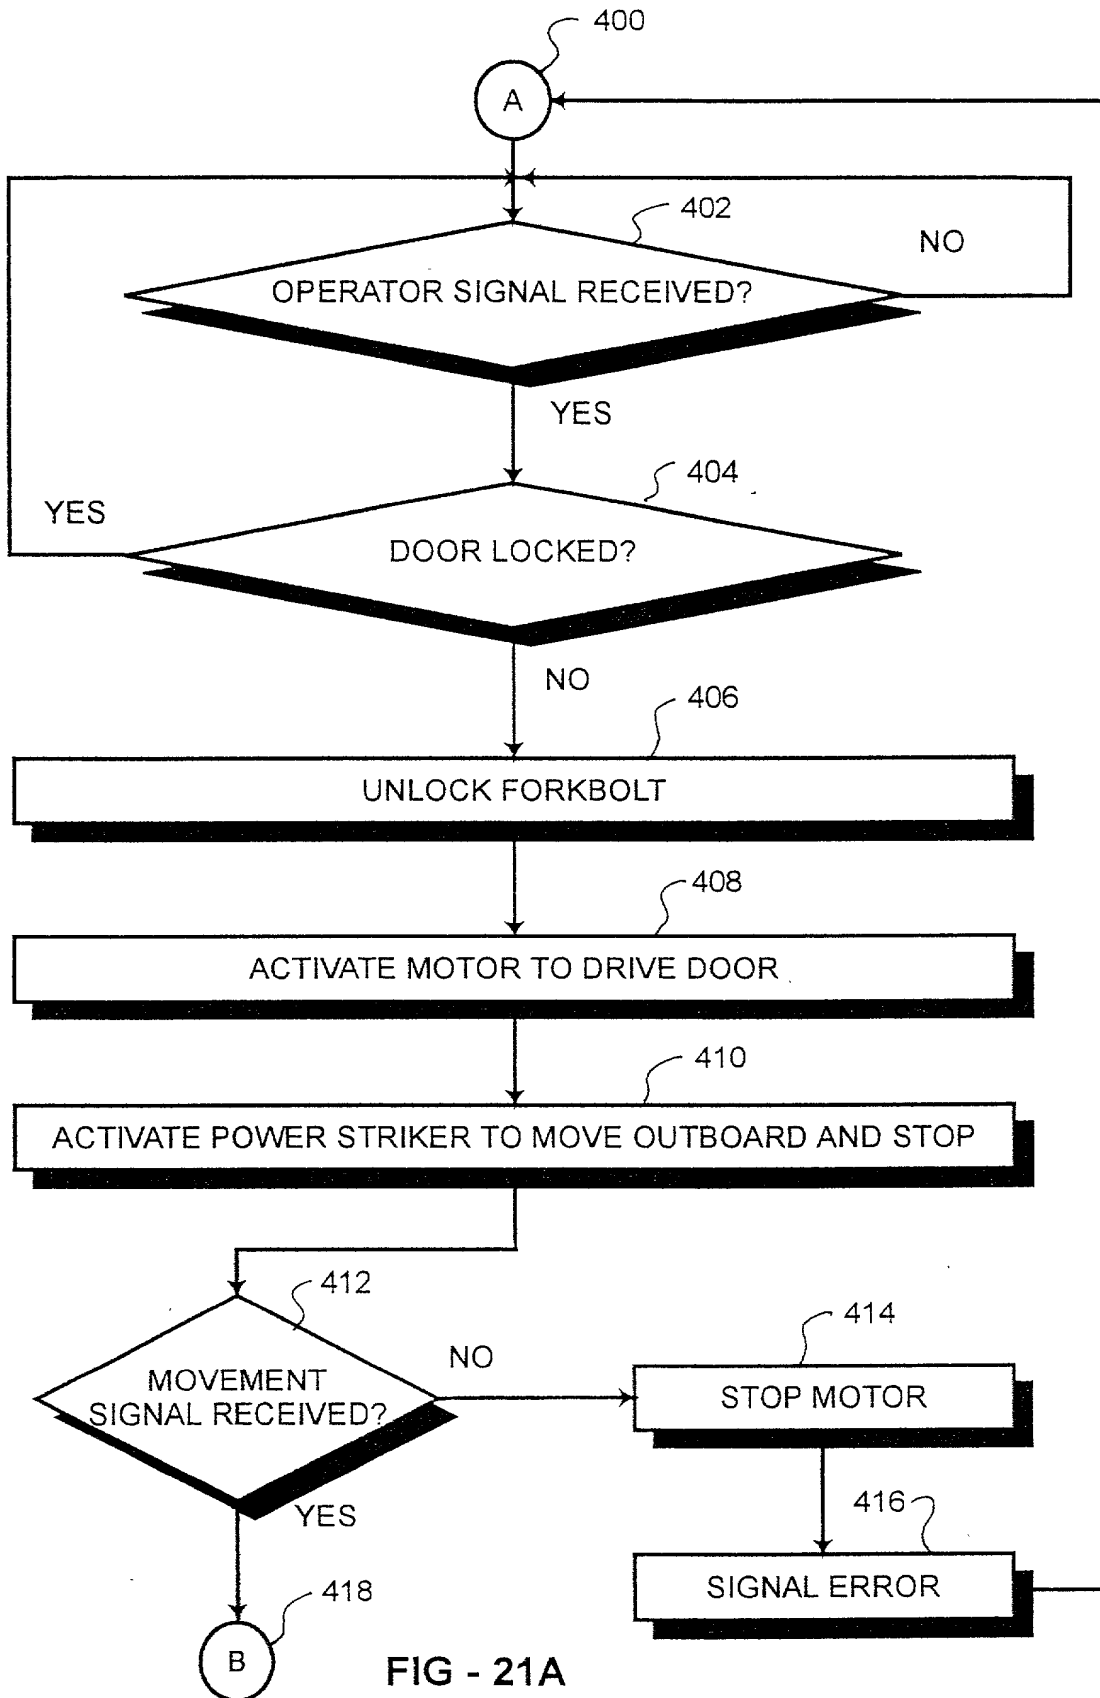 400
A
402
NO
OPERATOR SIGNAL RECEIVED?
YES
404
YES
DOOR LOCKED?
NO
406
UNLOCK FORKBOLT
408
ACTIVATE MOTOR TO DRIVE DOOR
410
ACTIVATE POWER STRIKER TO MOVE OUTBOARD AND STOP
412
NO
414
MOVEMENT
SIGNAL RECEIVED?
STOP MOTOR
YES
416
SIGNAL ERROR
418
B
FIG - 21A